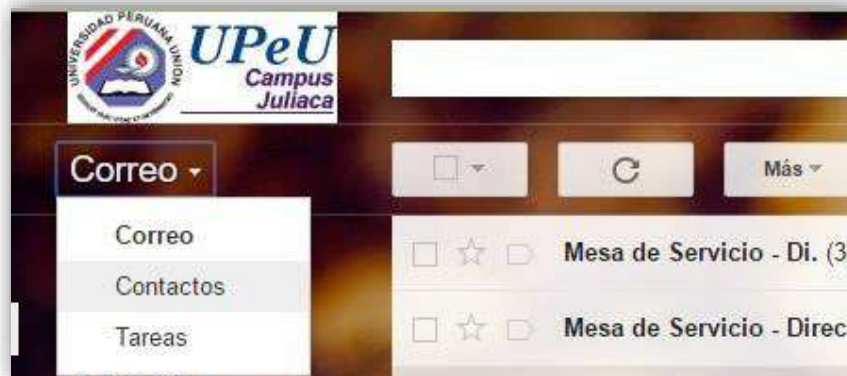 UNIVERSIDAD PERUANA UNION
UPeU
Campus
Juliaca
Correo
Más
Correo
Contactos
Tareas
Mesa de Servicio - Di. (3
Mesa de Servicio - Direc